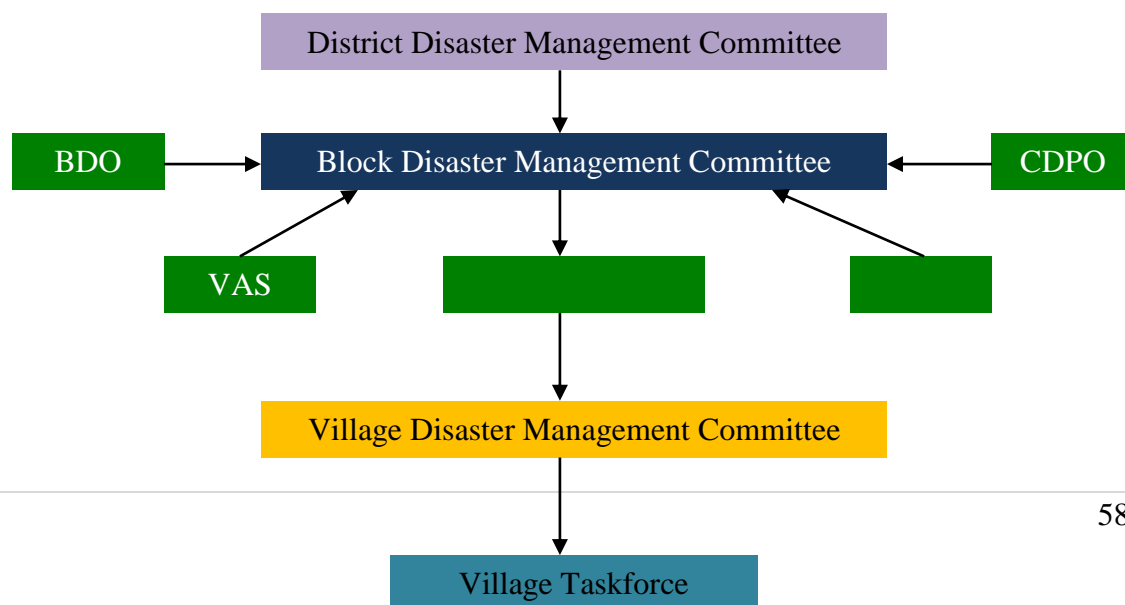 District Disaster Management Committee
BDO
Block Disaster Management Committee
CDPO
VAS
Village Disaster Management Committee
58
Village Taskforce